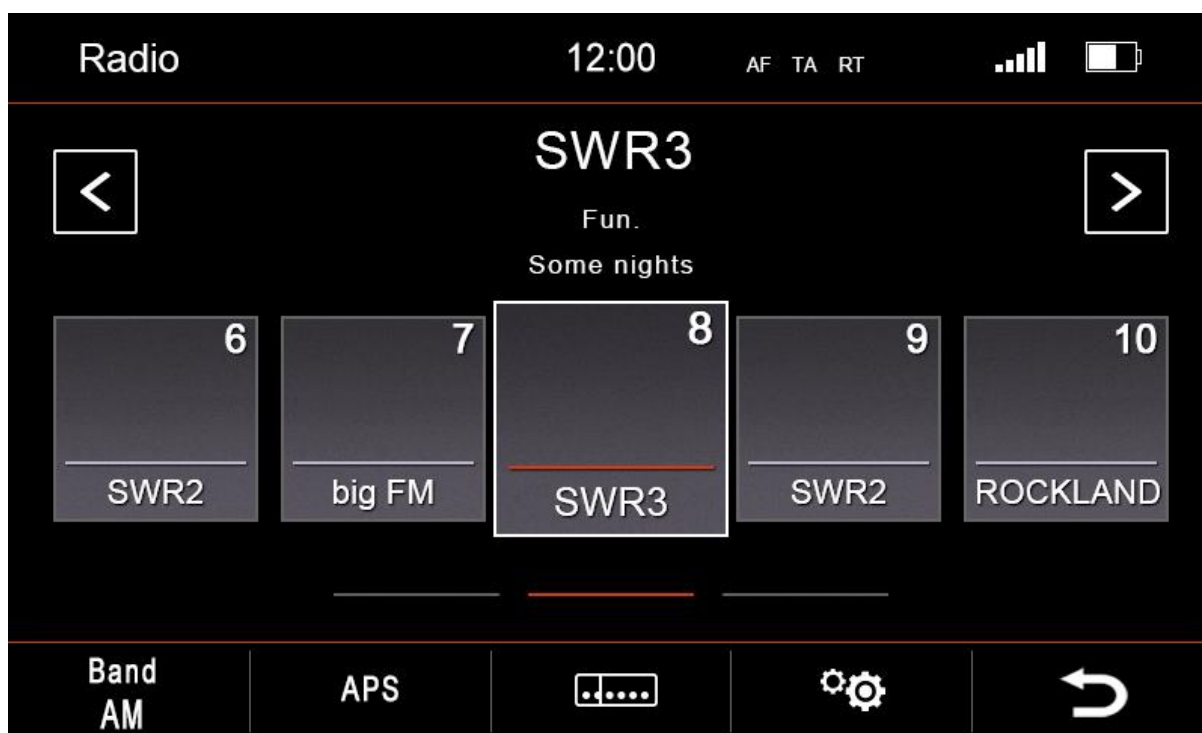 Radio 12:00 AF TA RT
<
SWR3
>
Fun.
Some nights
6 7 8 9 10
SWR2 big FM SWR3 SWR2 ROCKLAND
Band APS
AM